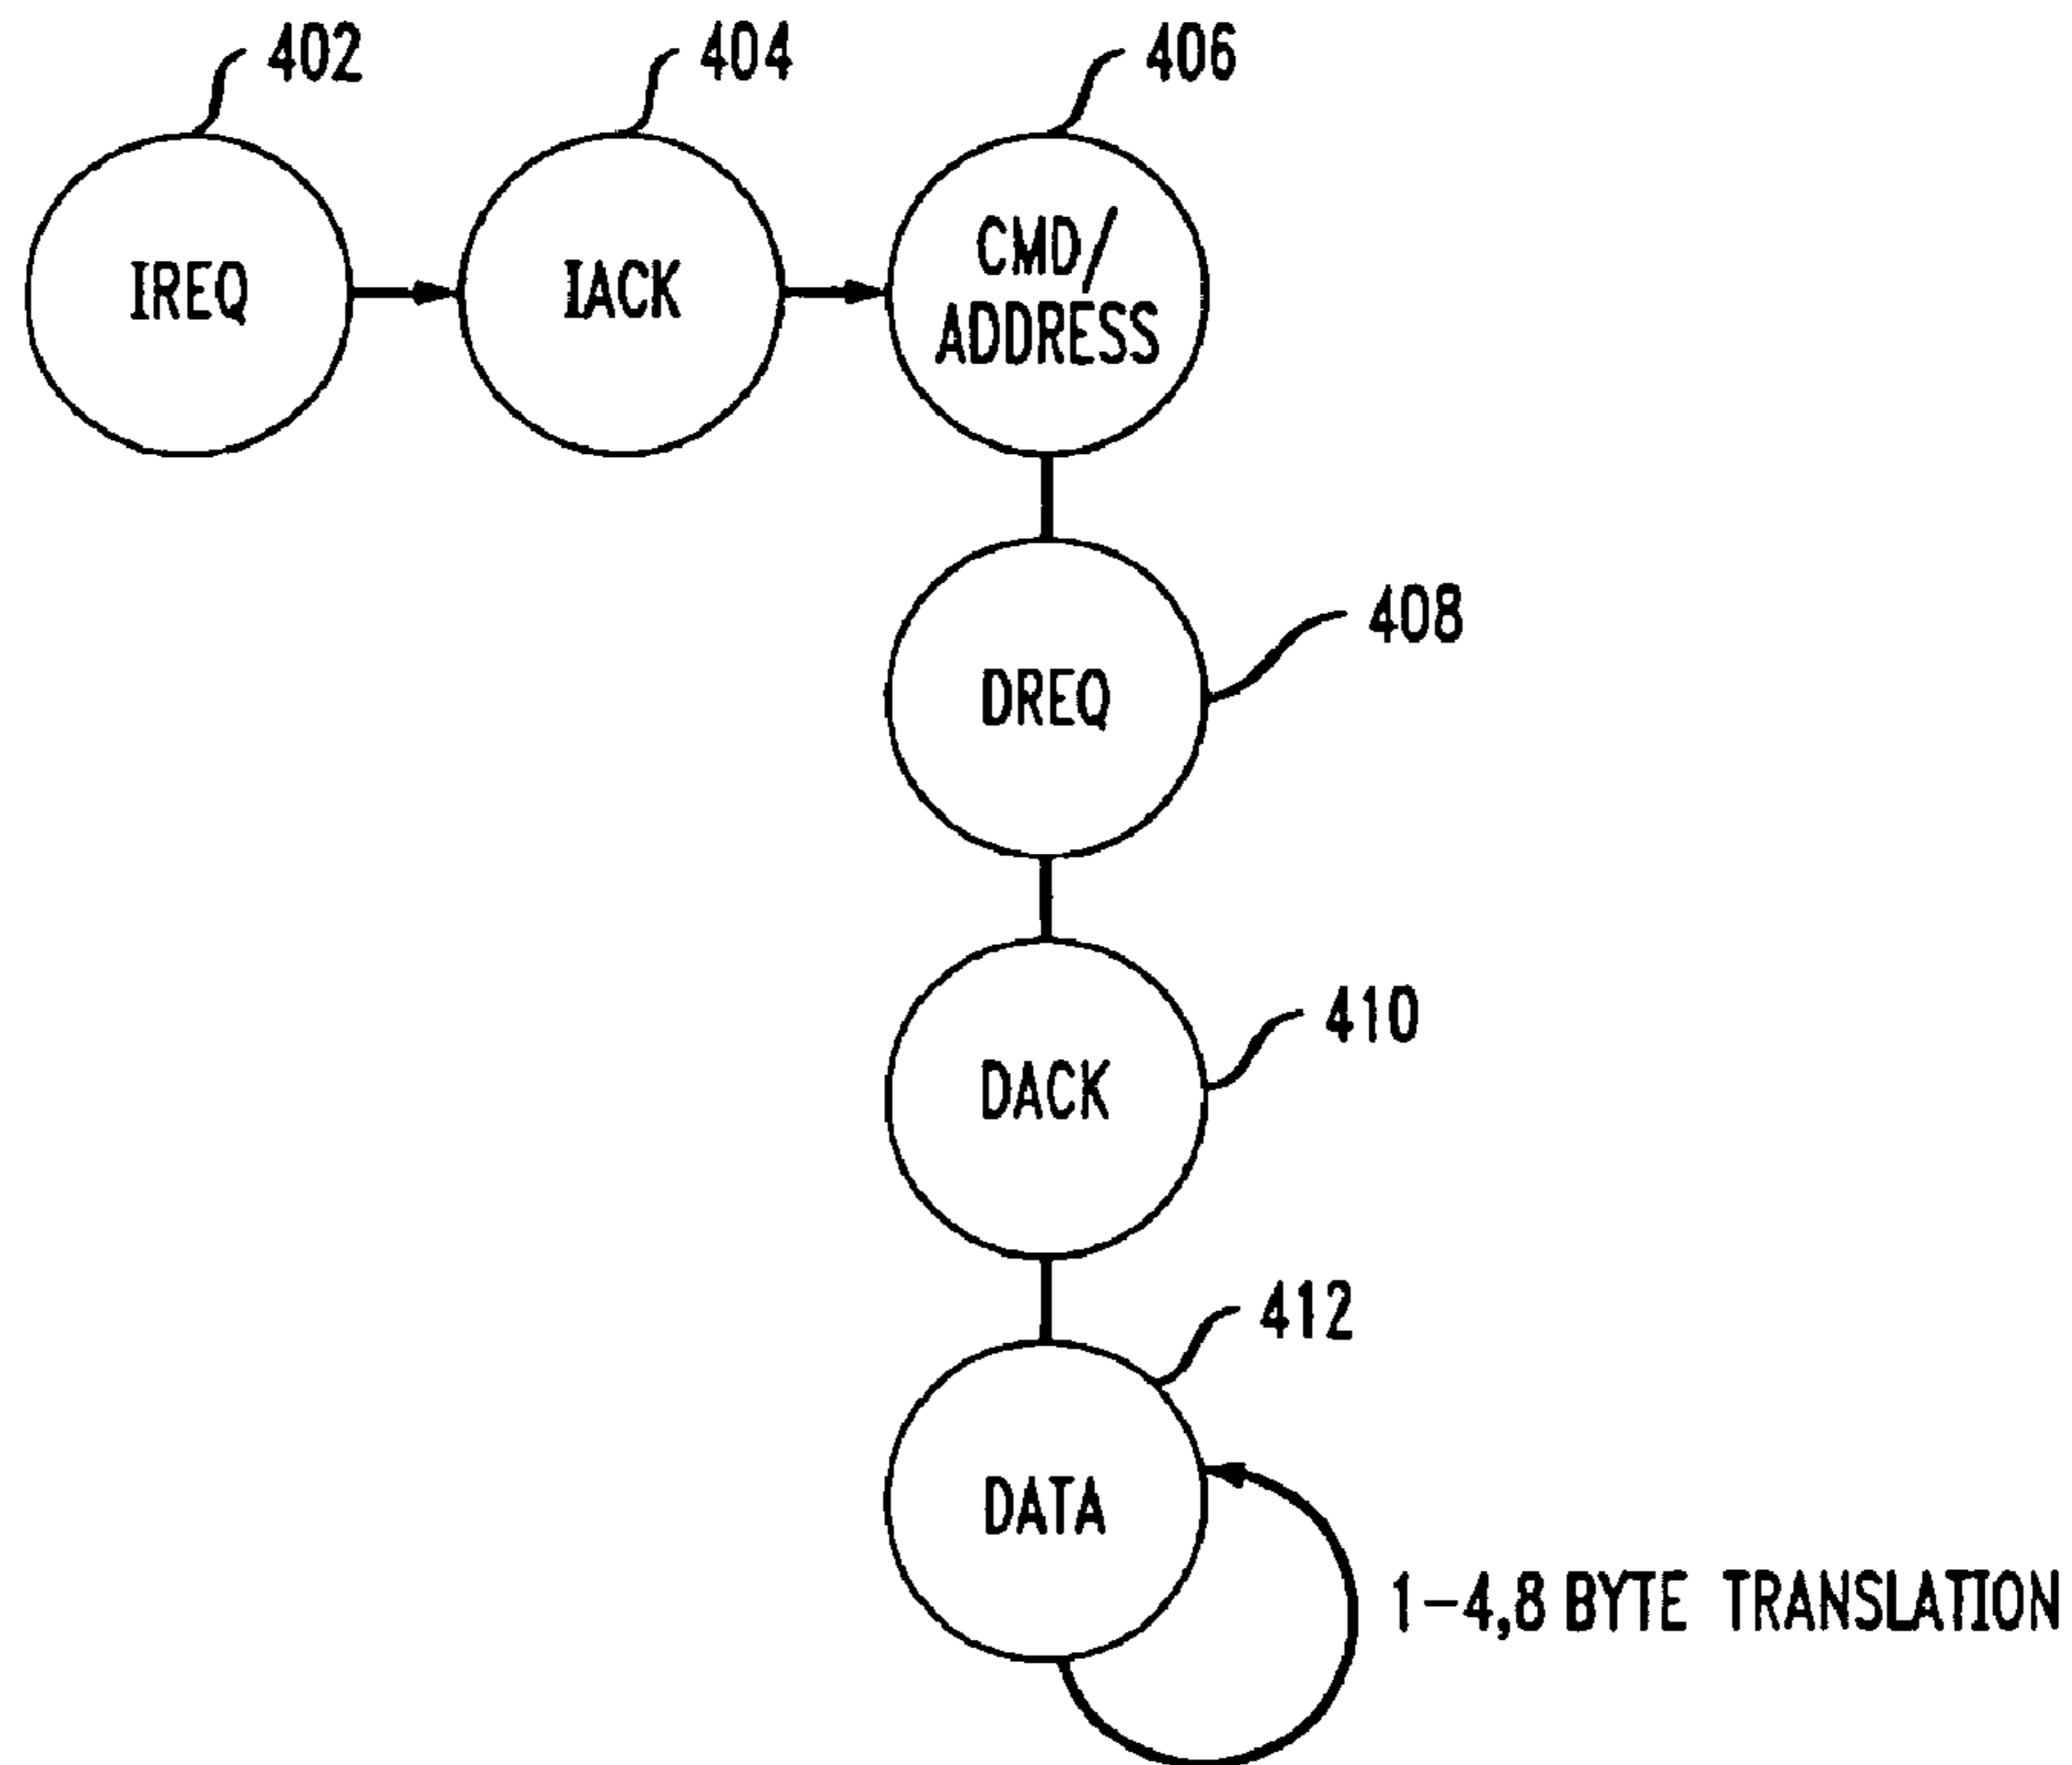 402
404
406
IREQ
IACK
CMD/
ADDRESS
408
DREQ
410
DACK
412
DATA
1-4,8 BYTE TRANSLATION